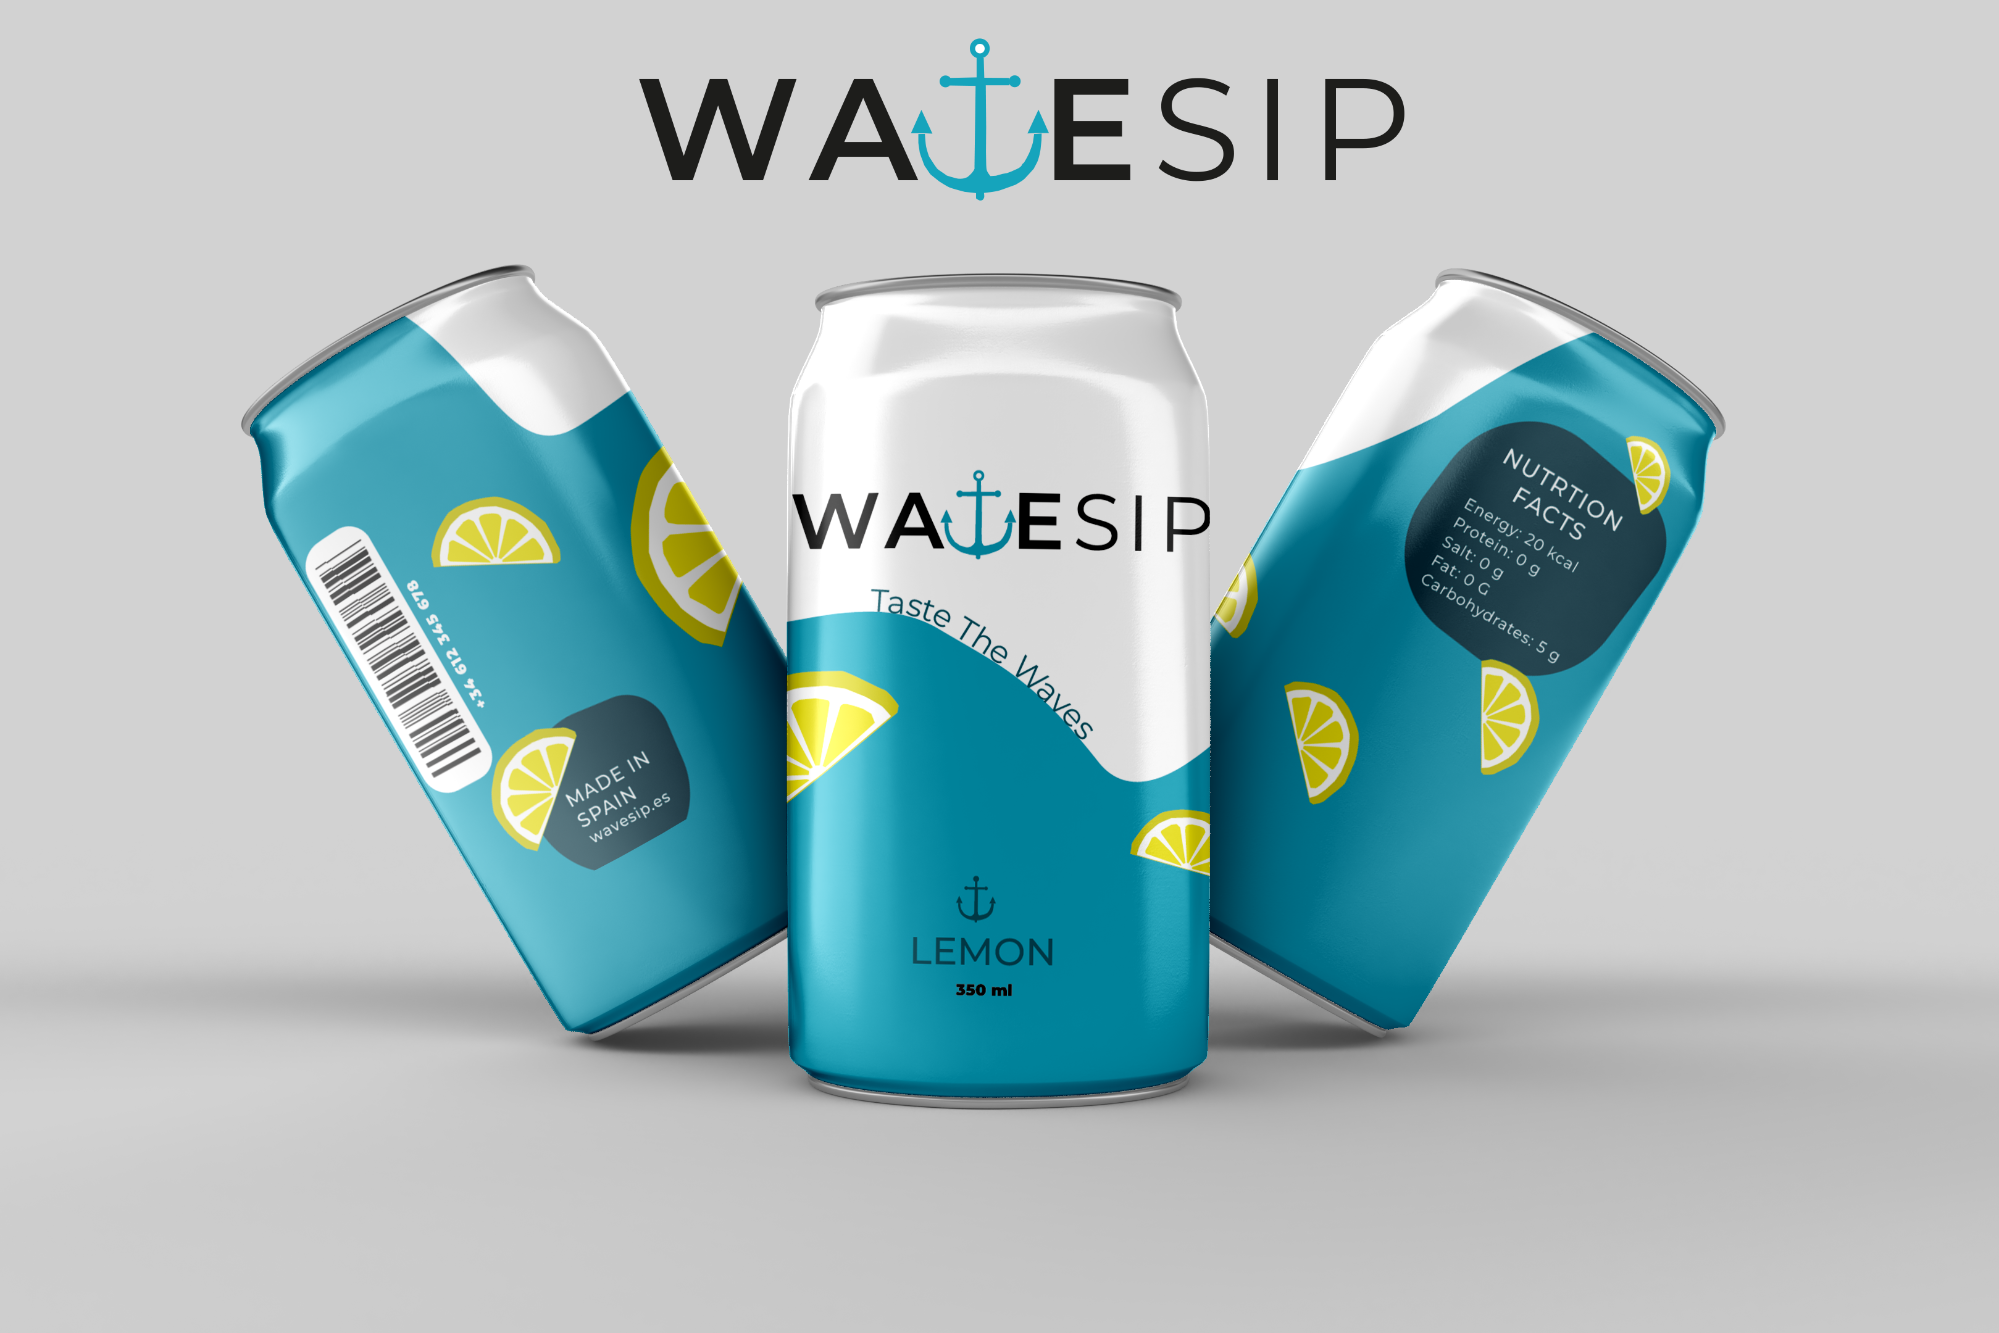 WAVESIP
WAVESIP
Taste The Waves
LEMON
350 ml
+34 612 345 678
MADE IN
SPAIN
wavesip.es
NUTRTION
FACTS
Energy: 20 kcal
Protein: 0 g
Salt: 0 g
Fat: 0 G
Carbohydrates: 5 g